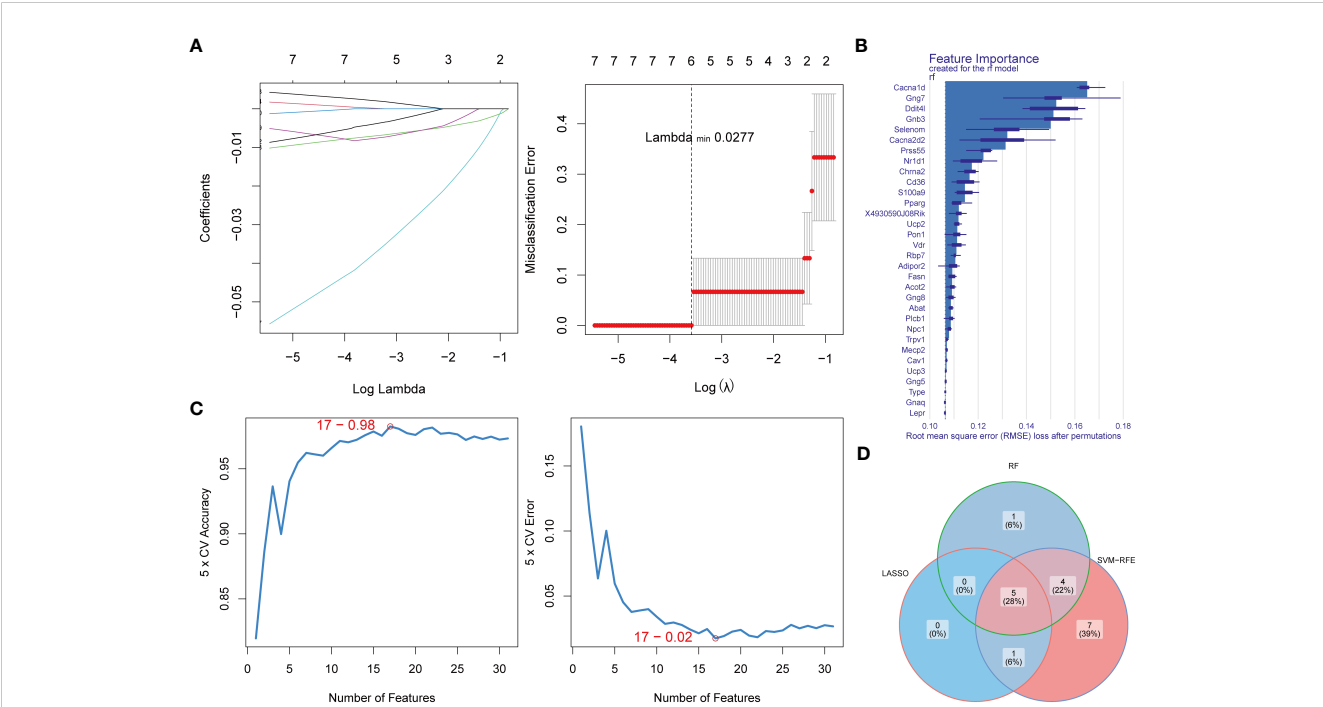 A
7 7 5 3 2
Coefficients
−0.01
−0.03
−0.05
−5 −4 −3 −2 −1
Log Lambda
7 7 7 7 7 6 5 5 5 4 3 2 2
Misclassification Error
0.4
0.3
0.2
0.1
0.0
Lambda min 0.0277
−5 −4 −3 −2 −1
Log (λ)
B
Feature Importance
created for the rf model
rf
Cacna1d
Gng7
Ddit4l
Gnb3
Selenom
Cacna2d2
Prss55
Nr1d1
Chrna2
Cd36
S100a9
Pparg
X4930590J08Rik
Ucp2
Pon1
Vdr
Rbp7
Adipor2
Fasn
Acot2
Gng8
Abat
Plcb1
Npc1
Trpv1
Mecp2
Cav1
Ucp3
Gng5
Type
Gnaq
Lepr
0.10 0.12 0.14 0.16 0.18
Root mean square error (RMSE) loss after permutations
C
5 x CV Accuracy
0.95
0.90
0.85
17 − 0.98
0 5 10 15 20 25 30
Number of Features
5 x CV Error
0.15
0.10
0.05
17 − 0.02
0 5 10 15 20 25 30
Number of Features
D
RF
1
(6%)
LASSO
SVM−RFE
0
(0%)
5
(28%)
4
(22%)
0
(0%)
7
(39%)
1
(6%)